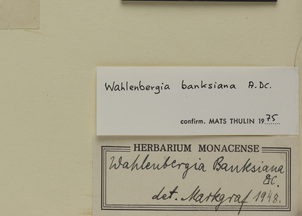 Wahlenbergia banksiana A.DC.
confirm. MATS THULIN 1975
HERBARIUM MONACENSE
Wahlenbergia Banksiana
DC.
det. Markgraf 1948.